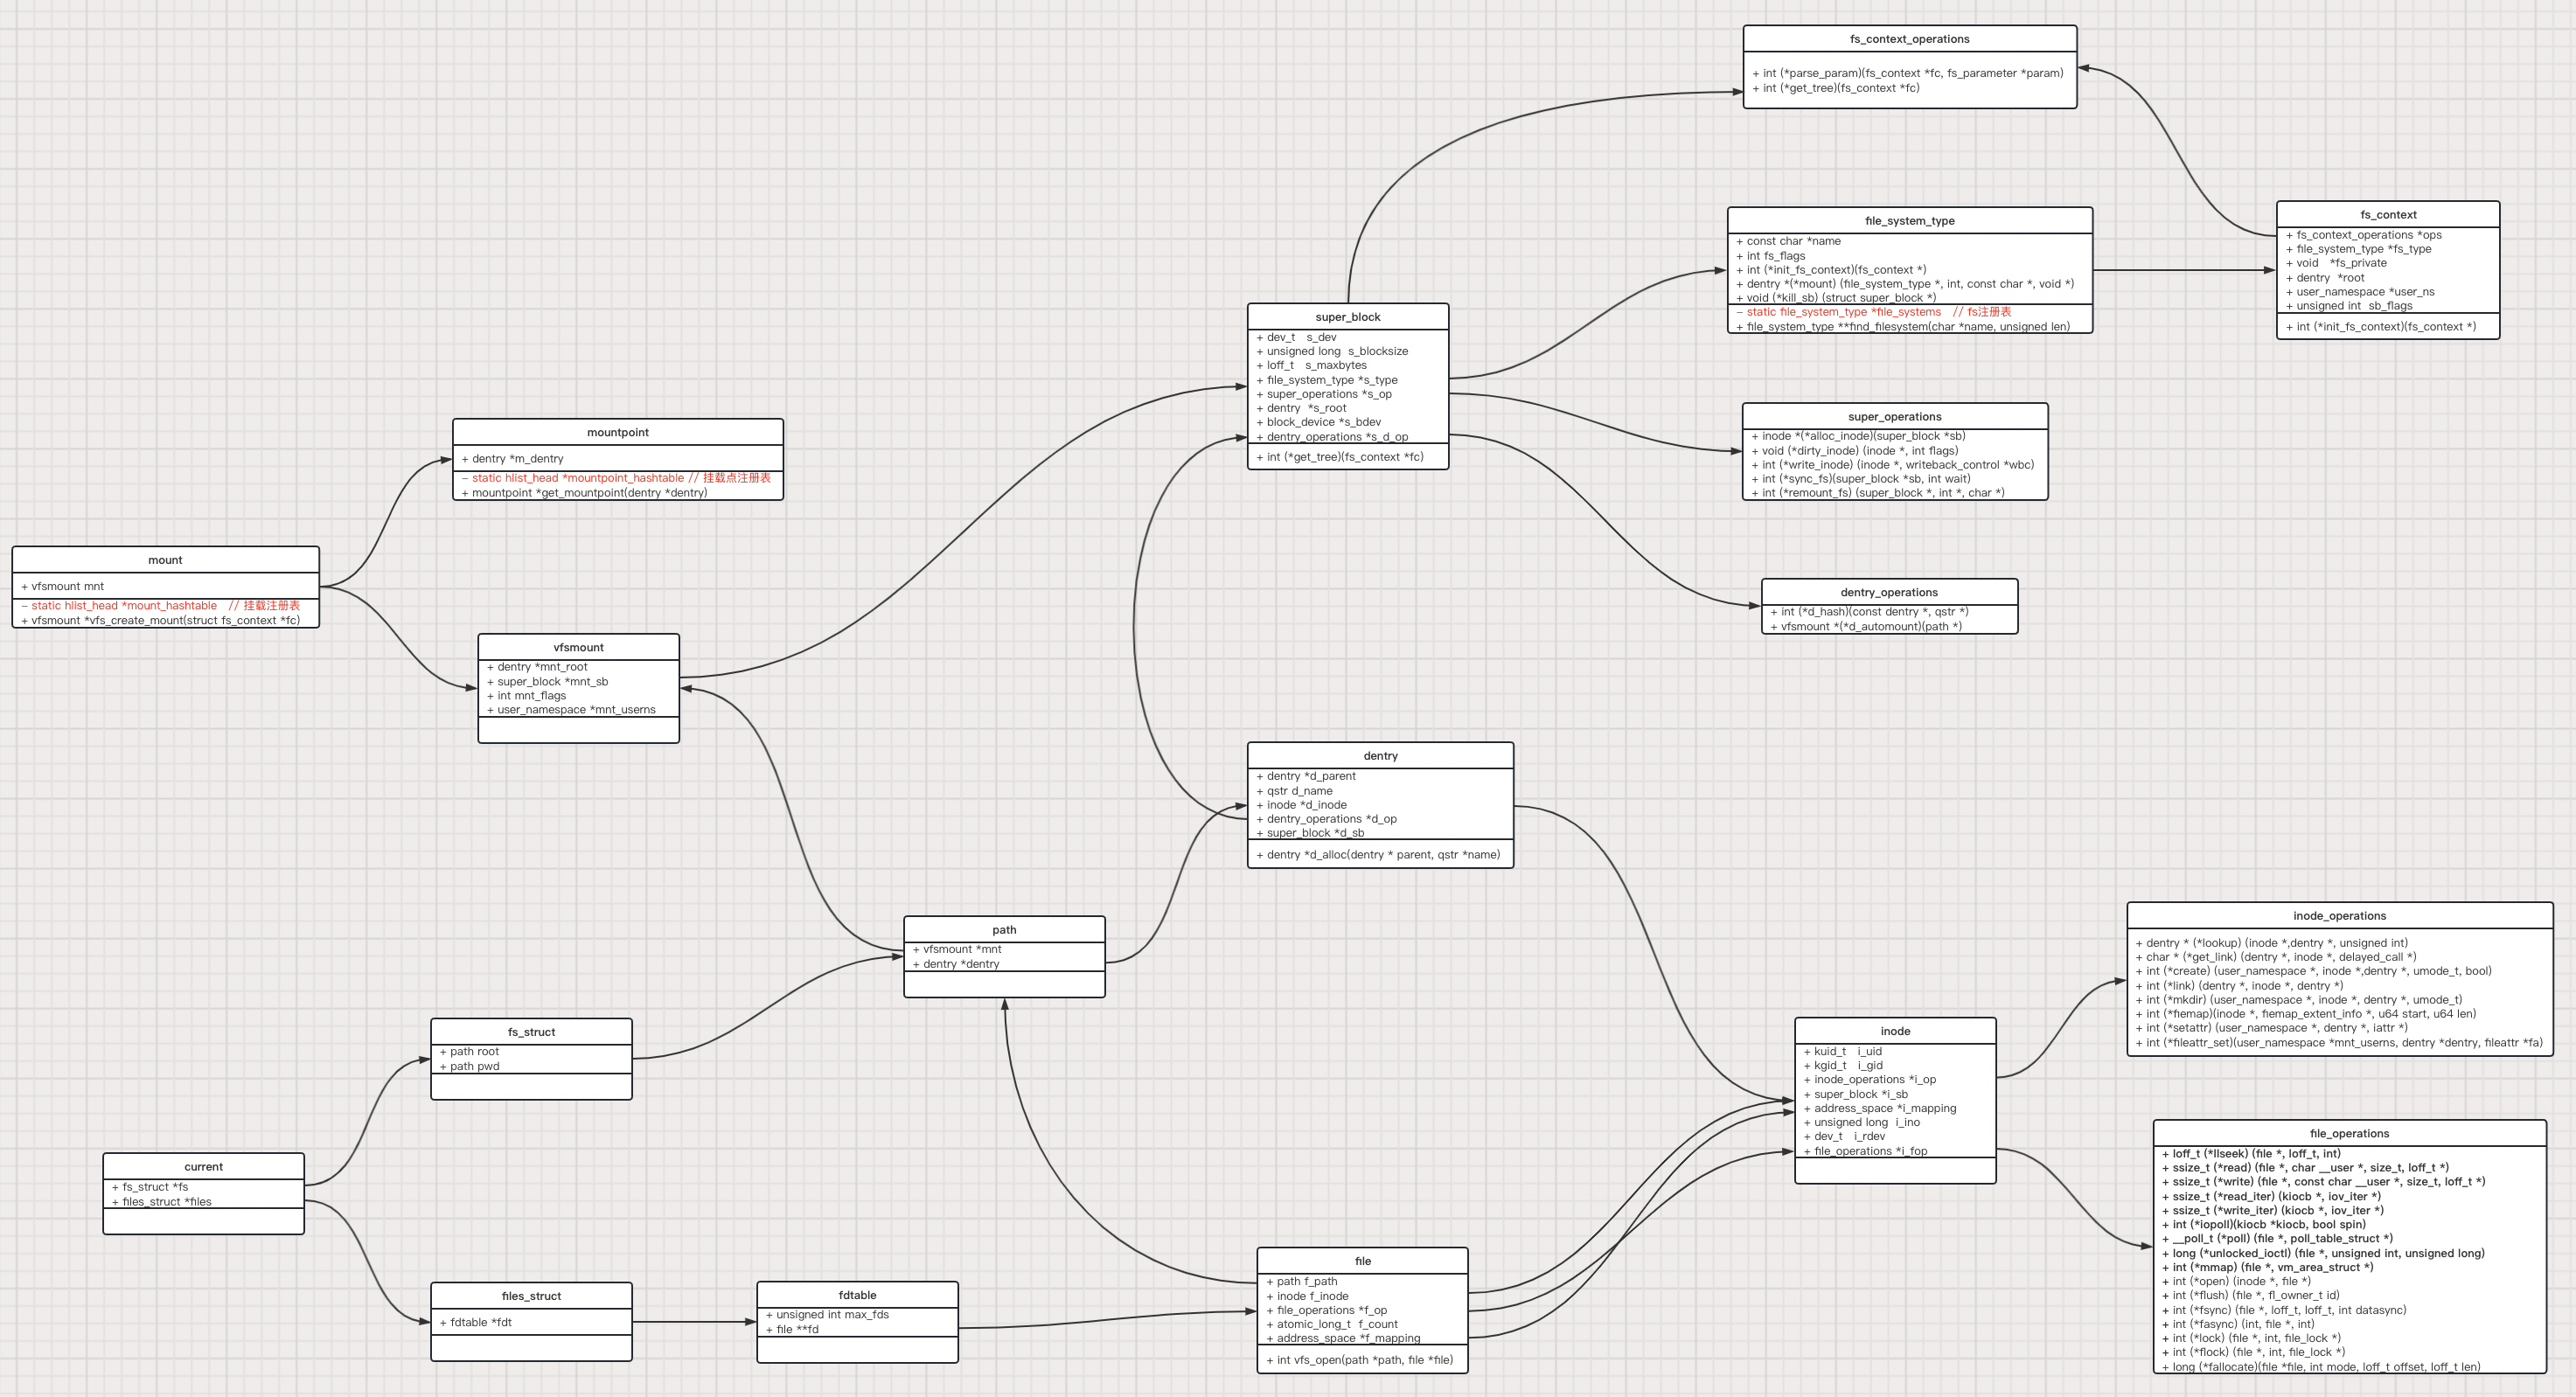 fs_context_operations
+ int (*parse_param)(fs_context *fc, fs_parameter *param)
+ int (*get_tree)(fs_context *fc)
file_system_type
+ const char *name
+ int fs_flags
+ int (*init_fs_context)(fs_context *)
+ dentry *(*mount) (file_system_type *, int, const char *, void *)
+ void (*kill_sb) (struct super_block *)
− static file_system_type *file_systems // fs注册表
+ file_system_type **find_filesystem(char *name, unsigned len)
fs_context
+ fs_context_operations *ops
+ file_system_type *fs_type
+ void *fs_private
+ dentry *root
+ user_namespace *user_ns
+ unsigned int sb_flags
+ int (*init_fs_context)(fs_context *)
super_block
+ dev_t s_dev
+ unsigned long s_blocksize
+ loff_t s_maxbytes
+ file_system_type *s_type
+ super_operations *s_op
+ dentry *s_root
+ block_device *s_bdev
+ dentry_operations *s_d_op
+ int (*get_tree)(fs_context *fc)
super_operations
+ inode *(*alloc_inode)(super_block *sb)
+ void (*dirty_inode) (inode *, int flags)
+ int (*write_inode) (inode *, writeback_control *wbc)
+ int (*sync_fs)(super_block *sb, int wait)
+ int (*remount_fs) (super_block *, int *, char *)
mountpoint
+ dentry *m_dentry
− static hlist_head *mountpoint_hashtable // 挂载点注册表
+ mountpoint *get_mountpoint(dentry *dentry)
mount
+ vfsmount mnt
− static hlist_head *mount_hashtable // 挂载注册表
+ vfsmount *vfs_create_mount(struct fs_context *fc)
dentry_operations
+ int (*d_hash)(const dentry *, qstr *)
+ vfsmount *(*d_automount)(path *)
vfsmount
+ dentry *mnt_root
+ super_block *mnt_sb
+ int mnt_flags
+ user_namespace *mnt_userns
dentry
+ dentry *d_parent
+ qstr d_name
+ inode *d_inode
+ dentry_operations *d_op
+ super_block *d_sb
+ dentry *d_alloc(dentry * parent, qstr *name)
path
+ vfsmount *mnt
+ dentry *dentry
inode_operations
+ dentry * (*lookup) (inode *,dentry *, unsigned int)
+ char * (*get_link) (dentry *, inode *, delayed_call *)
+ int (*create) (user_namespace *, inode *,dentry *, umode_t, bool)
+ int (*link) (dentry *, inode *, dentry *)
+ int (*mkdir) (user_namespace *, inode *, dentry *, umode_t)
+ int (*fiemap)(inode *, fiemap_extent_info *, u64 start, u64 len)
+ int (*setattr) (user_namespace *, dentry *, iattr *)
+ int (*fileattr_set)(user_namespace *mnt_userns, dentry *dentry, fileattr *fa)
fs_struct
+ path root
+ path pwd
inode
+ kuid_t i_uid
+ kgid_t i_gid
+ inode_operations *i_op
+ super_block *i_sb
+ address_space *i_mapping
+ unsigned long i_ino
+ dev_t i_rdev
+ file_operations *i_fop
file_operations
+ loff_t (*llseek) (file *, loff_t, int)
+ ssize_t (*read) (file *, char __user *, size_t, loff_t *)
+ ssize_t (*write) (file *, const char __user *, size_t, loff_t *)
+ ssize_t (*read_iter) (kiocb *, iov_iter *)
+ ssize_t (*write_iter) (kiocb *, iov_iter *)
+ int (*iopoll)(kiocb *kiocb, bool spin)
+ __poll_t (*poll) (file *, poll_table_struct *)
+ long (*unlocked_ioctl) (file *, unsigned int, unsigned long)
+ int (*mmap) (file *, vm_area_struct *)
+ int (*open) (inode *, file *)
+ int (*flush) (file *, fl_owner_t id)
+ int (*fsync) (file *, loff_t, loff_t, int datasync)
+ int (*fasync) (int, file *, int)
+ int (*lock) (file *, int, file_lock *)
+ int (*flock) (file *, int, file_lock *)
+ long (*fallocate)(file *file, int mode, loff_t offset, loff_t len)
current
+ fs_struct *fs
+ files_struct *files
files_struct
+ fdtable *fdt
fdtable
+ unsigned int max_fds
+ file **fd
file
+ path f_path
+ inode f_inode
+ file_operations *f_op
+ atomic_long_t f_count
+ address_space *f_mapping
+ int vfs_open(path *path, file *file)